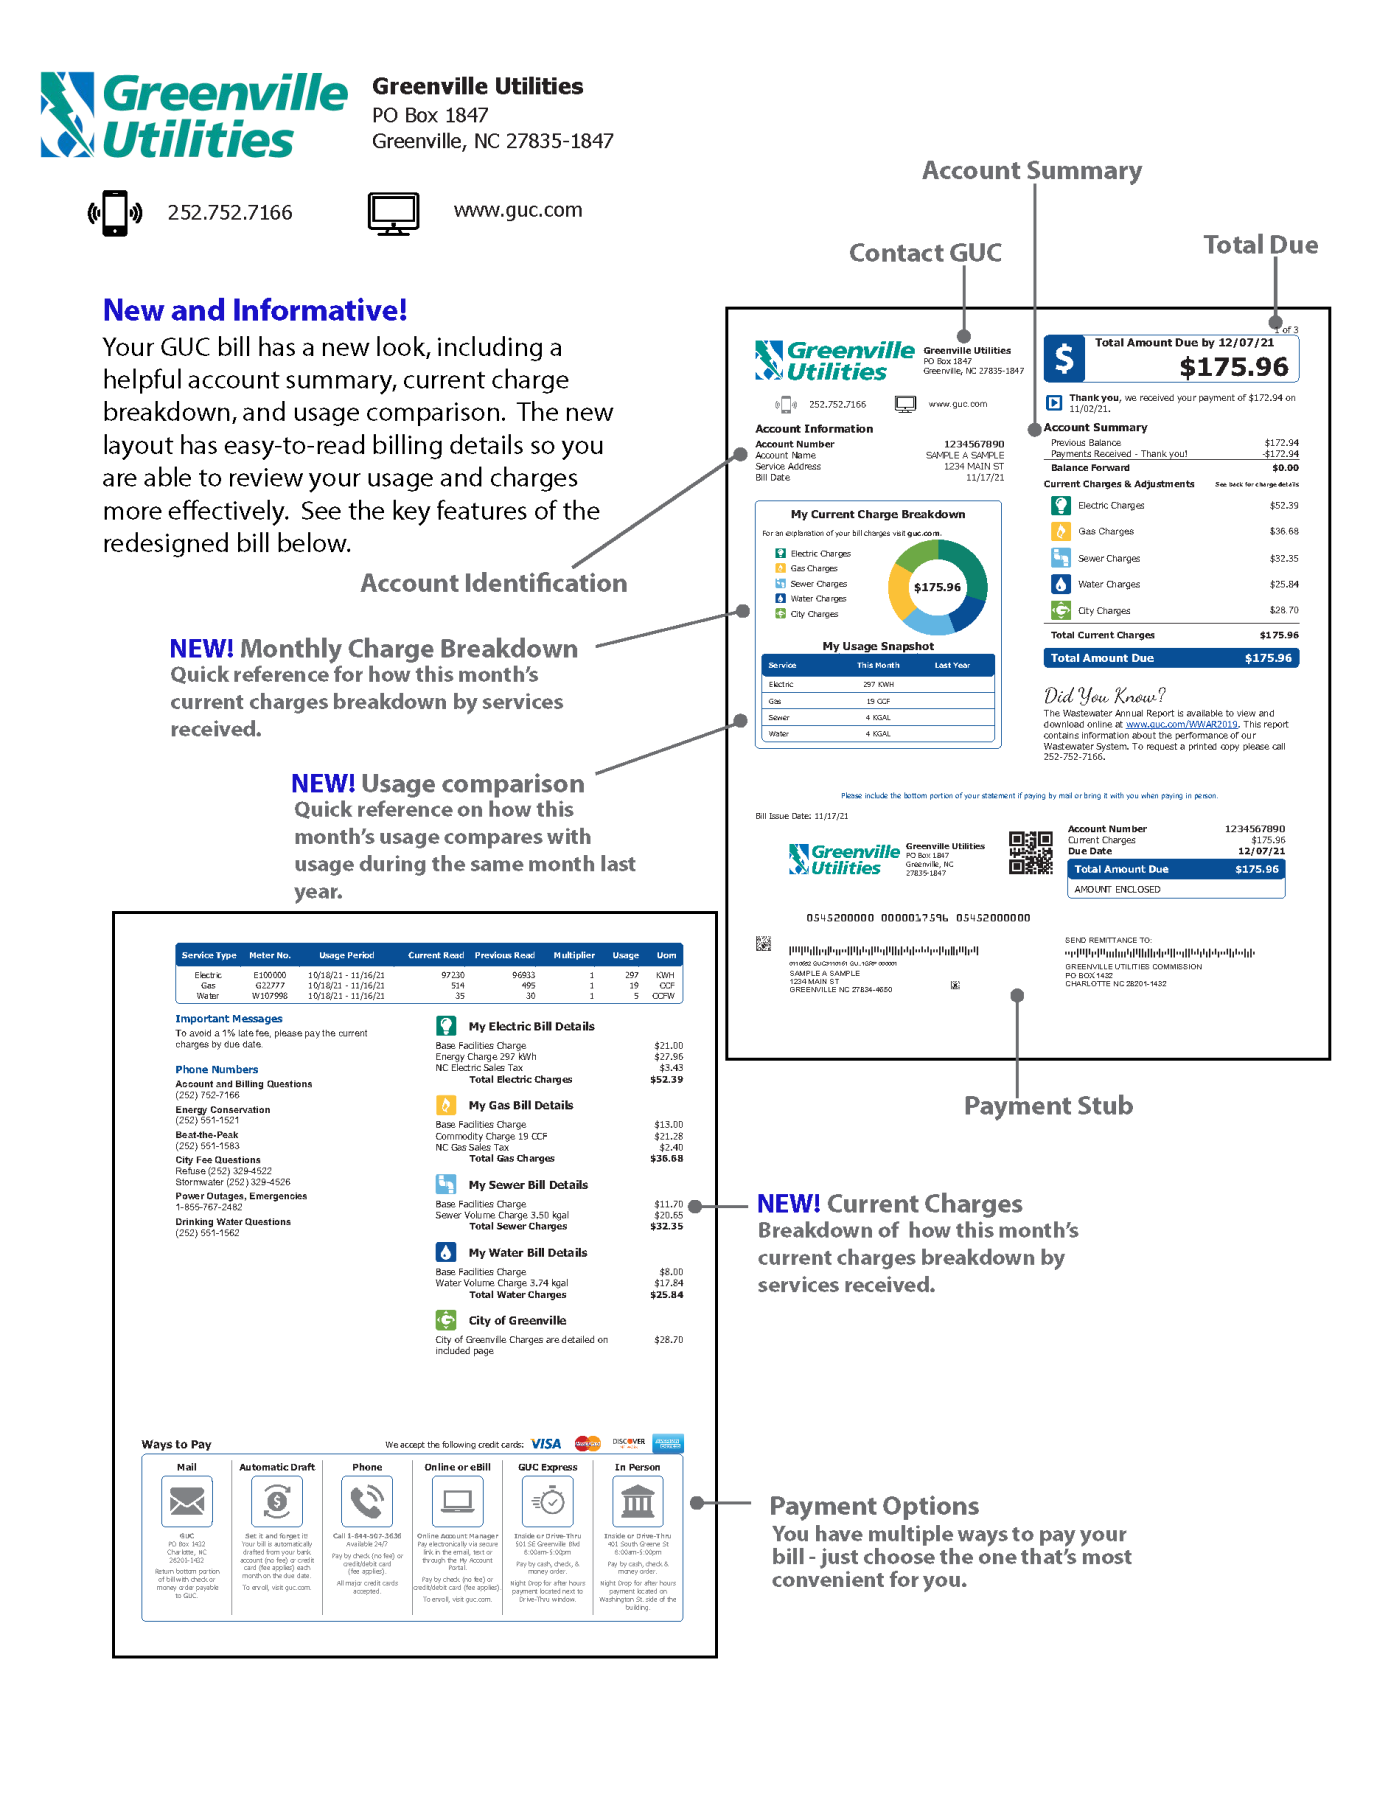 Greenville
Utilities
Greenville Utilities
PO Box 1847
Greenville, NC 27835-1847
252.752.7166
www.guc.com
New and Informative!
Your GUC bill has a new look, including a
helpful account summary, current charge
breakdown, and usage comparison. The new
layout has easy-to-read billing details so you
are able to review your usage and charges
more effectively. See the key features of the
redesigned bill below.
Account Summary
Contact GUC
Total Due
Account Identification
NEW! Monthly Charge Breakdown
Quick reference for how this month's
current charges breakdown by services
received.
NEW! Usage comparison
Quick reference on how this
month's usage compares with
usage during the same month last
year.
Greenville
Utilities
Greenville Utilities
PO Box 1847
Greenville, NC 27835-1847
252.752.7166
www.guc.com
Account Information
Account Number 1234567890
Account Name SAMPLE A SAMPLE
Service Address 1234 MAIN ST
Bill Date 11/17/21
My Current Charge Breakdown
For an explanation of your bill charges visit guc.com.
Electric Charges
Gas Charges
Sewer Charges
Water Charges
City Charges
$175.96
My Usage Snapshot
Service This Month Last Year
Electric 297 KWH
Gas 19 CCF
Sewer 4 KGAL
Water 4 KGAL
1 of 3
$
Total Amount Due by 12/07/21
$175.96
Thank you, we received your payment of $172.94 on
11/02/21.
Account Summary
Previous Balance $172.94
Payments Received - Thank you! -$172.94
Balance Forward $0.00
Current Charges & Adjustments See back for charge details
Electric Charges $52.39
Gas Charges $36.68
Sewer Charges $32.35
Water Charges $25.84
City Charges $28.70
Total Current Charges $175.96
Total Amount Due $175.96
Did You Know?
The Wastewater Annual Report is available to view and
download online at www.guc.com/WWAR2019. This report
contains information about the performance of our
Wastewater System. To request a printed copy please call
252-752-7166.
Please include the bottom portion of your statement if paying by mail or bring it with you when paying in person.
Bill Issue Date: 11/17/21
Greenville
Utilities
Greenville Utilities
PO Box 1847
Greenville, NC
27835-1847
Account Number 1234567890
Current Charges $175.96
Due Date 12/07/21
Total Amount Due $175.96
AMOUNT ENCLOSED
0545200000 0000017596 05452000000
SAMPLE A SAMPLE
1234 MAIN ST
GREENVILLE NC 27834-4650
SEND REMITTANCE TO:
GREENVILLE UTILITIES COMMISSION
PO BOX 1432
CHARLOTTE NC 28201-1432
Payment Stub
Service Type Meter No. Usage Period Current Read Previous Read Multiplier Usage Uom
Electric E100000 10/18/21 - 11/16/21 97230 96933 1 297 KWH
Gas G22777 10/18/21 - 11/16/21 514 495 1 19 CCF
Water W107998 10/18/21 - 11/16/21 35 30 1 5 CCFW
Important Messages
To avoid a 1% late fee, please pay the current
charges by due date.
Phone Numbers
Account and Billing Questions
(252) 752-7166
Energy Conservation
(252) 551-1521
Beat-the-Peak
(252) 551-1583
City Fee Questions
Refuse (252) 329-4522
Stormwater (252) 329-4526
Power Outages, Emergencies
1-855-767-2482
Drinking Water Questions
(252) 551-1562
My Electric Bill Details
Base Facilities Charge $21.00
Energy Charge 297 kWh $27.96
NC Electric Sales Tax $3.43
Total Electric Charges $52.39
My Gas Bill Details
Base Facilities Charge $13.00
Commodity Charge 19 CCF $21.28
NC Gas Sales Tax $2.40
Total Gas Charges $36.68
My Sewer Bill Details
Base Facilities Charge $11.70
Sewer Volume Charge 3.50 kgal $20.65
Total Sewer Charges $32.35
My Water Bill Details
Base Facilities Charge $8.00
Water Volume Charge 3.74 kgal $17.84
Total Water Charges $25.84
City of Greenville
City of Greenville Charges are detailed on $28.70
included page
NEW! Current Charges
Breakdown of how this month's
current charges breakdown by
services received.
Ways to Pay
We accept the following credit cards: VISA DISCOVER
Mail
GUC
PO Box 1432
Charlotte, NC
28201-1432
Return bottom portion
of bill with check or
money order payable
to GUC.
Automatic Draft
$
Set it and forget it!
Your bill is automatically
drafted from your bank
account (no fee) or credit
card (fee applies) each
month on the due date.
To enroll, visit guc.com.
Phone
Call 1-844-507-3636
Available 24/7
Pay by check (no fee) or
credit/debit card
(fee applies).
All major credit cards
accepted.
Online or eBill
Online Account Manager
Pay electronically via secure
link in the email, text or
through the My Account
Portal.
Pay by check (no fee) or
credit/debit card (fee applies).
To enroll, visit guc.com.
GUC Express
Inside or Drive-Thru
501 SE Greenville Blvd
8:00am-5:00pm
Pay by cash, check, &
money order.
Night Drop for after hours
payment located next to
Drive-Thru window.
In Person
Inside or Drive-Thru
401 South Greene St
8:00am-5:00pm
Pay by cash, check &
money order.
Night Drop for after hours
payment located on
Washington St. side of the
building.
Payment Options
You have multiple ways to pay your
bill - just choose the one that's most
convenient for you.